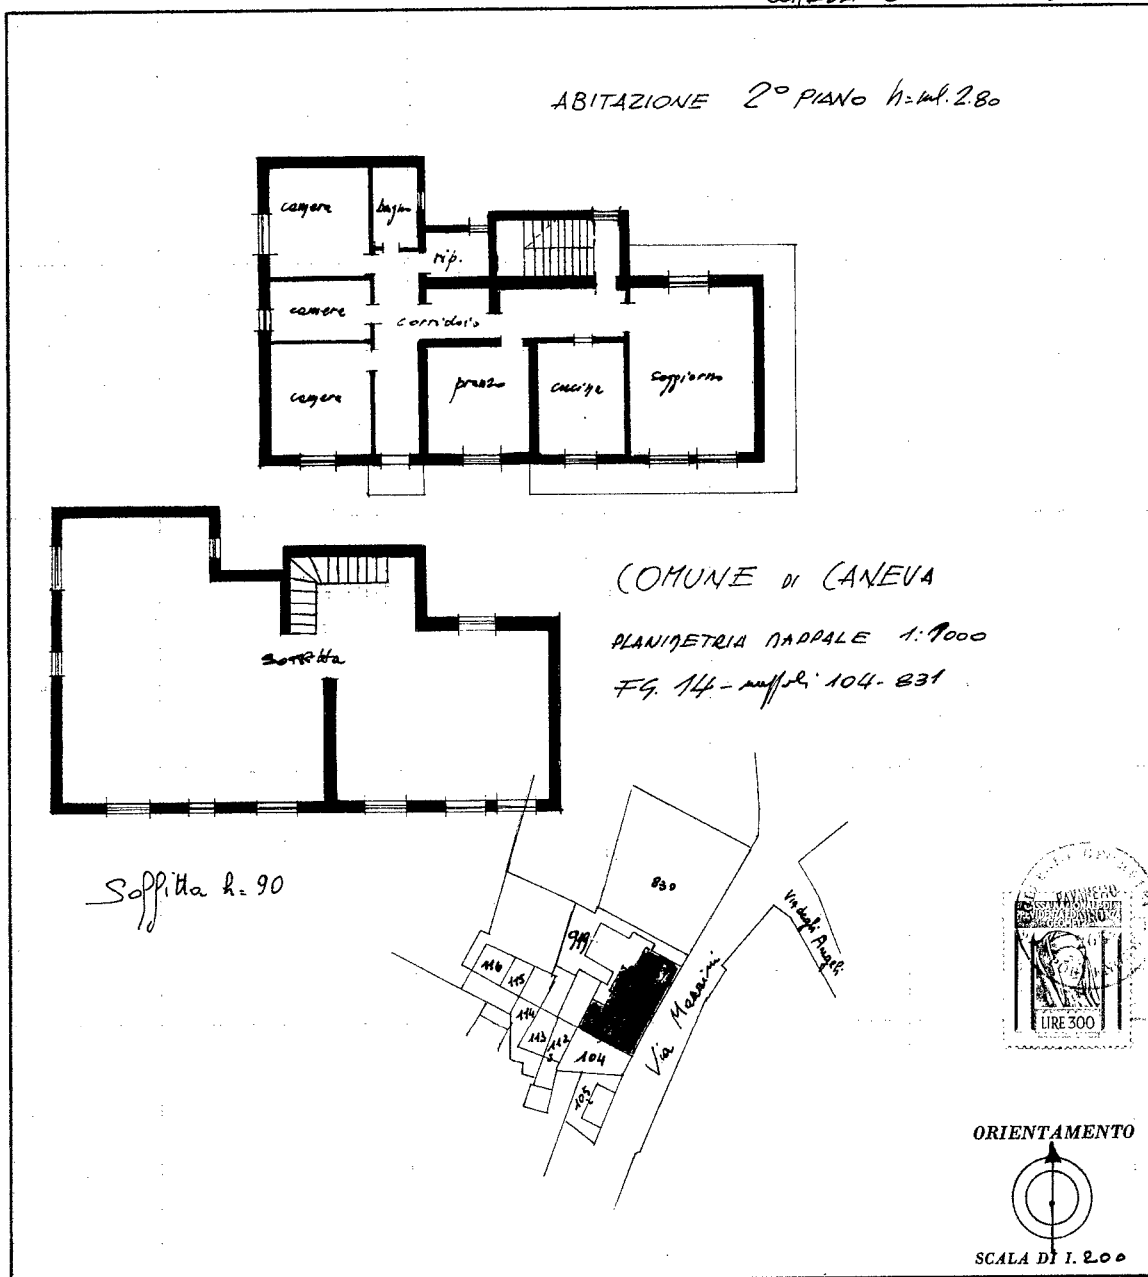 ABITAZIONE 2° PIANO h=ml. 2.80
camera
bagno
rip.
camera
corridoio
camera
pranzo
cucina
soggiorno
COMUNE DI CANEVA
PLANIMETRIA MAPPALE 1:1000
FG. 14 - mappali 104 - 831
soffitta
Soffitta h= 90
830
919
116
115
114
113
112
104
105
Via Mazzini
Via degli Angeli
LIRE 300
ORIENTAMENTO
SCALA DI 1. 200